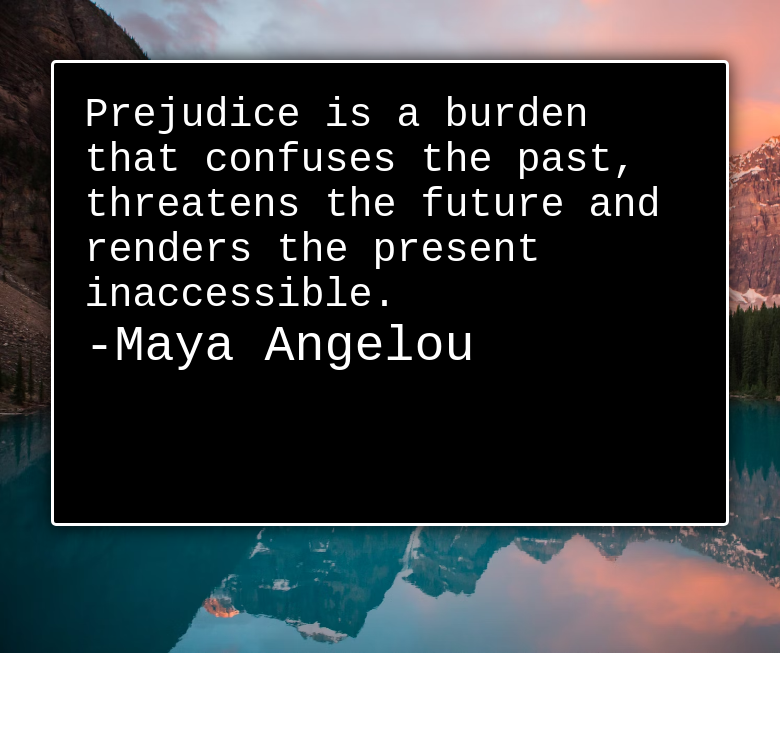 Prejudice is a burden
that confuses the past,
threatens the future and
renders the present
inaccessible.
-Maya Angelou